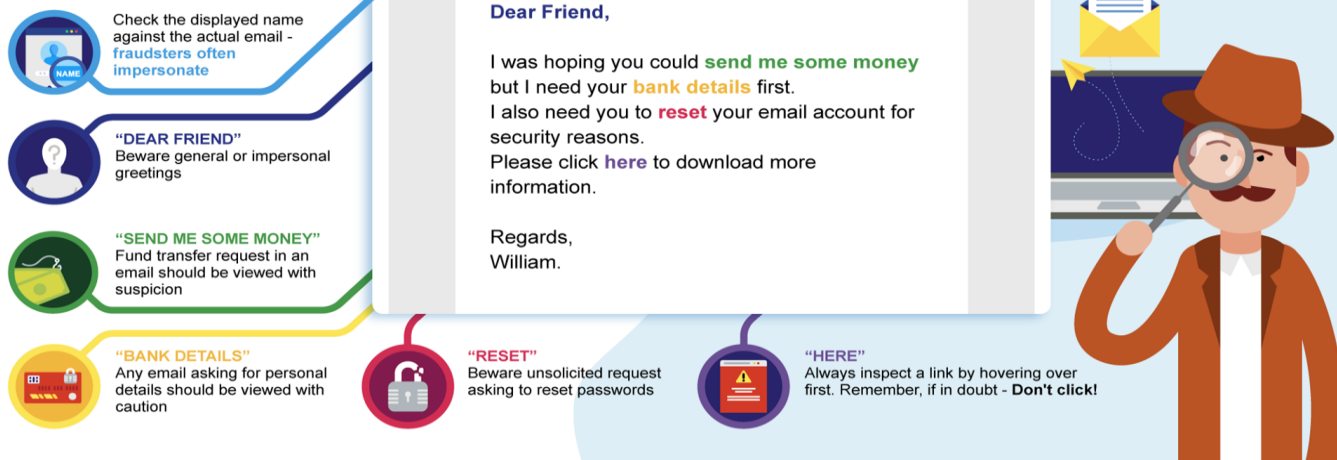 Check the displayed name
against the actual email -
fraudsters often
impersonate
NAME
“DEAR FRIEND”
Beware general or impersonal
greetings
“SEND ME SOME MONEY”
Fund transfer request in an
email should be viewed with
suspicion
“BANK DETAILS”
Any email asking for personal
details should be viewed with
caution
Dear Friend,
I was hoping you could send me some money
but I need your bank details first.
I also need you to reset your email account for
security reasons.
Please click here to download more
information.
Regards,
William.
“RESET”
Beware unsolicited request
asking to reset passwords
“HERE”
Always inspect a link by hovering over
first. Remember, if in doubt - Don't click!